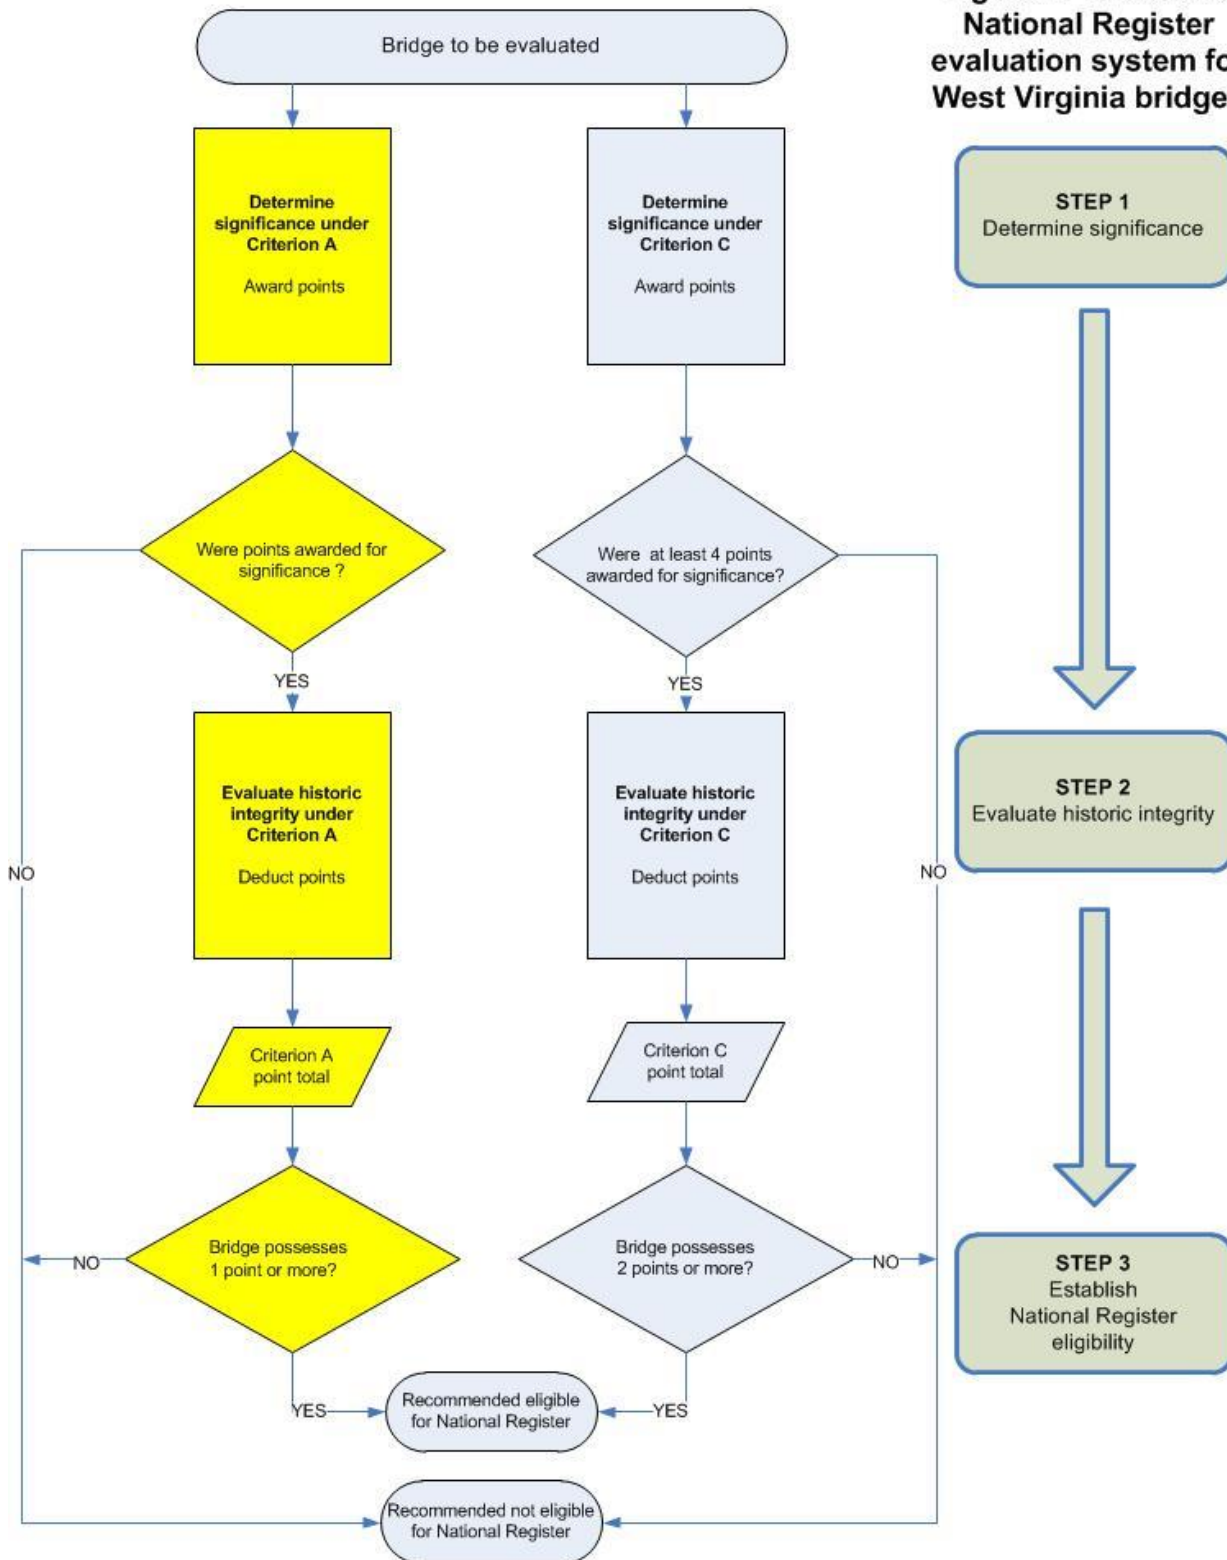 National Register
evaluation system fo
West Virginia bridge
Bridge to be evaluated
Determine
significance under
Criterion A
Award points
Determine
significance under
Criterion C
Award points
STEP 1
Determine significance
Were points awarded for
significance ?
Were at least 4 points
awarded for significance?
YES
YES
Evaluate historic
integrity under
Criterion A
Deduct points
Evaluate historic
integrity under
Criterion C
Deduct points
STEP 2
Evaluate historic integrity
NO
NO
Criterion A
point total
Criterion C
point total
Bridge possesses
1 point or more?
Bridge possesses
2 points or more?
NO
NO
STEP 3
Establish
National Register
eligibility
YES
Recommended eligible
for National Register
YES
Recommended not eligible
for National Register